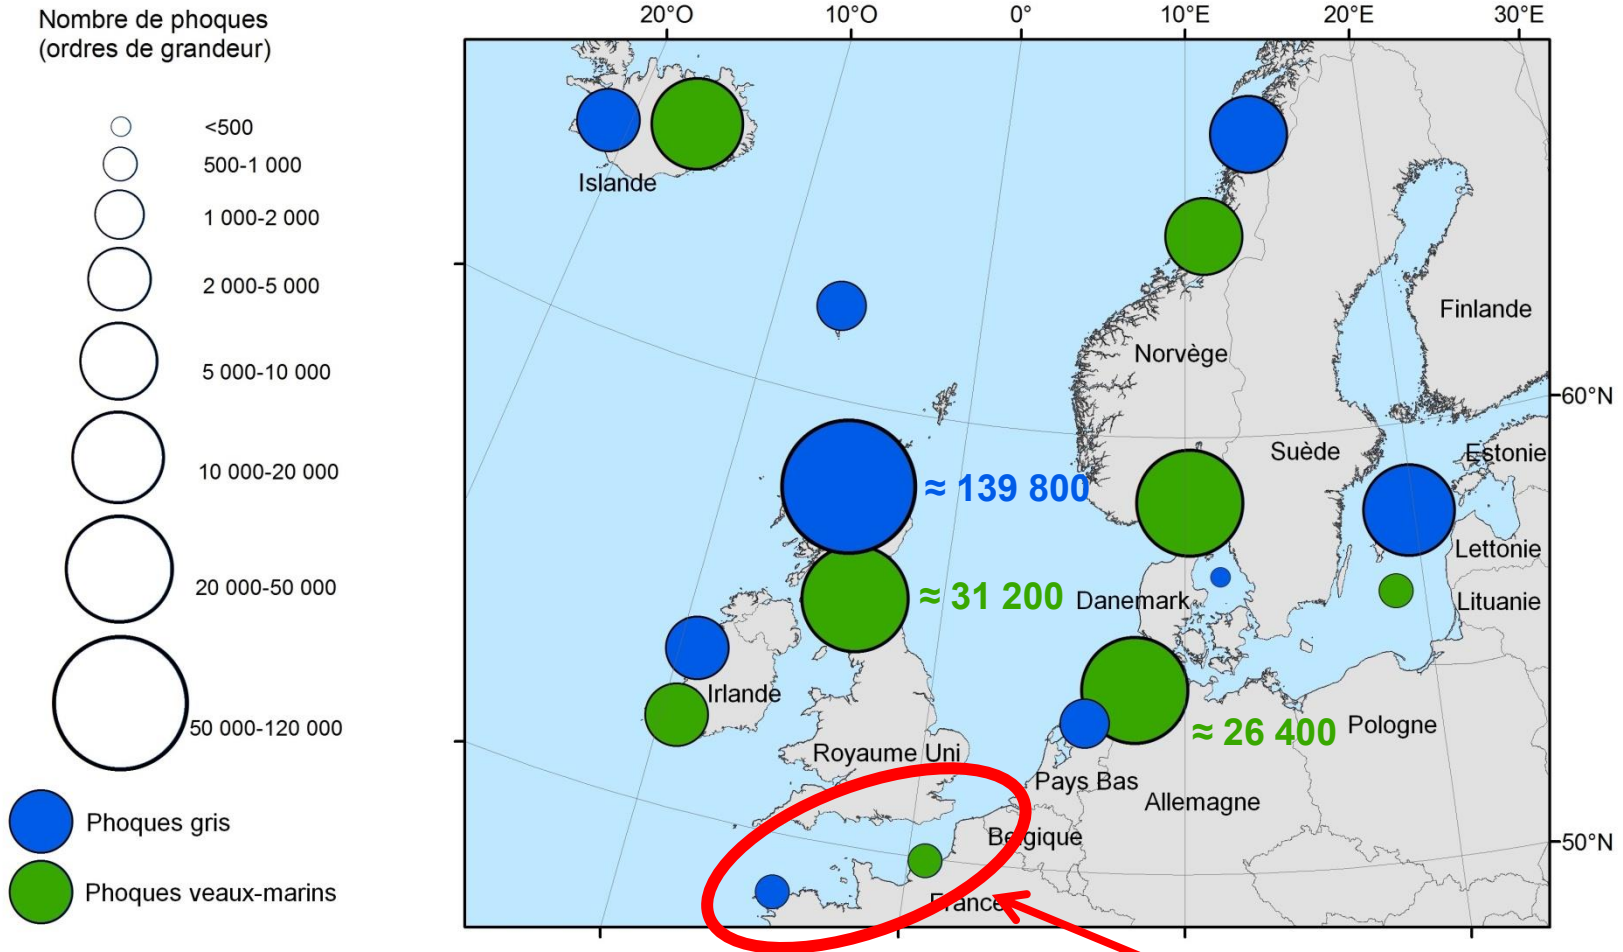 Nombre de phoques
(ordres de grandeur)
<500
500-1 000
1 000-2 000
2 000-5 000
5 000-10 000
10 000-20 000
20 000-50 000
50 000-120 000
Phoques gris
Phoques veaux-marins
20°O
10°O
0°
10°E
20°E
30°E
Islande
Finlande
Norvège
60°N
Suède
Estonie
≈ 139 800
Lettonie
≈ 31 200
Danemark
Lituanie
Irlande
Pologne
≈ 26 400
Royaume Uni
Pays Bas
Allemagne
Belgique
50°N
France